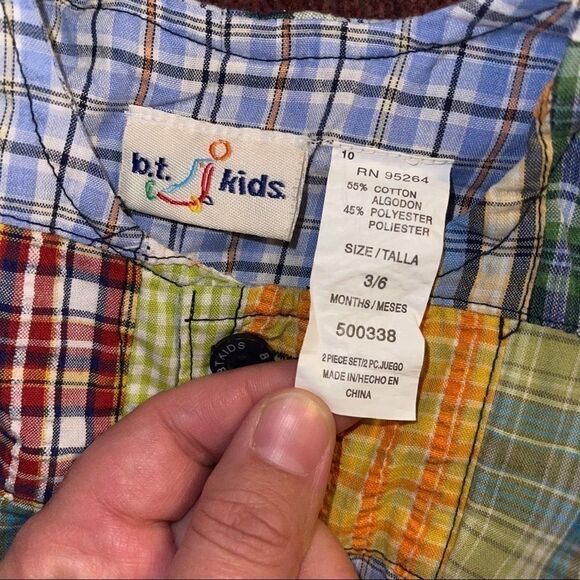 b.t. kids.
10
RN 95264
55% COTTON
ALGODON
45% POLYESTER
POLIESTER
SIZE/TALLA
3/6
MONTHS/MESES
500338
2 PIECE SET/2 PC.JUEGO
MADE IN/HECHO EN
CHINA
KIDS B